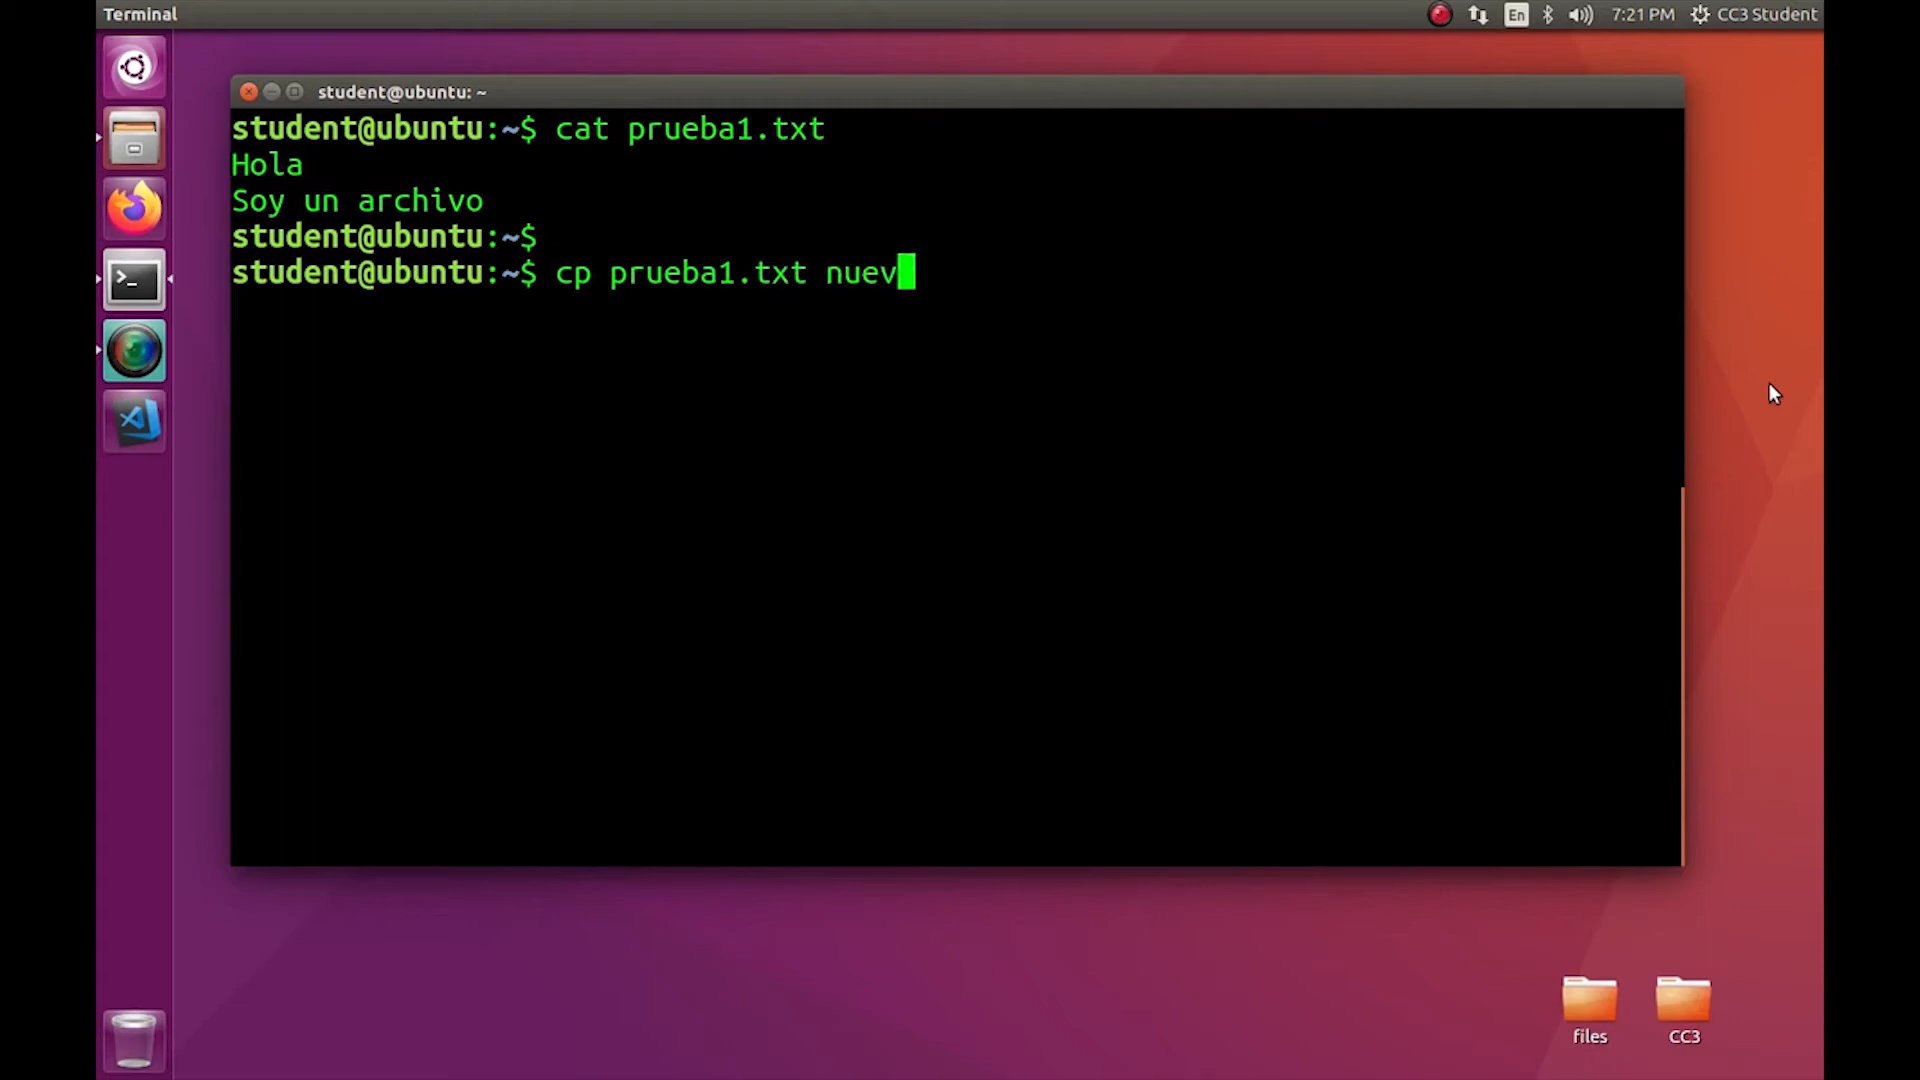 Terminal
En
7:21 PM
CC3 Student
student@ubuntu: ~
student@ubuntu:~$ cat prueba1.txt
Hola
Soy un archivo
student@ubuntu:~$
student@ubuntu:~$ cp prueba1.txt nuev
files
CC3